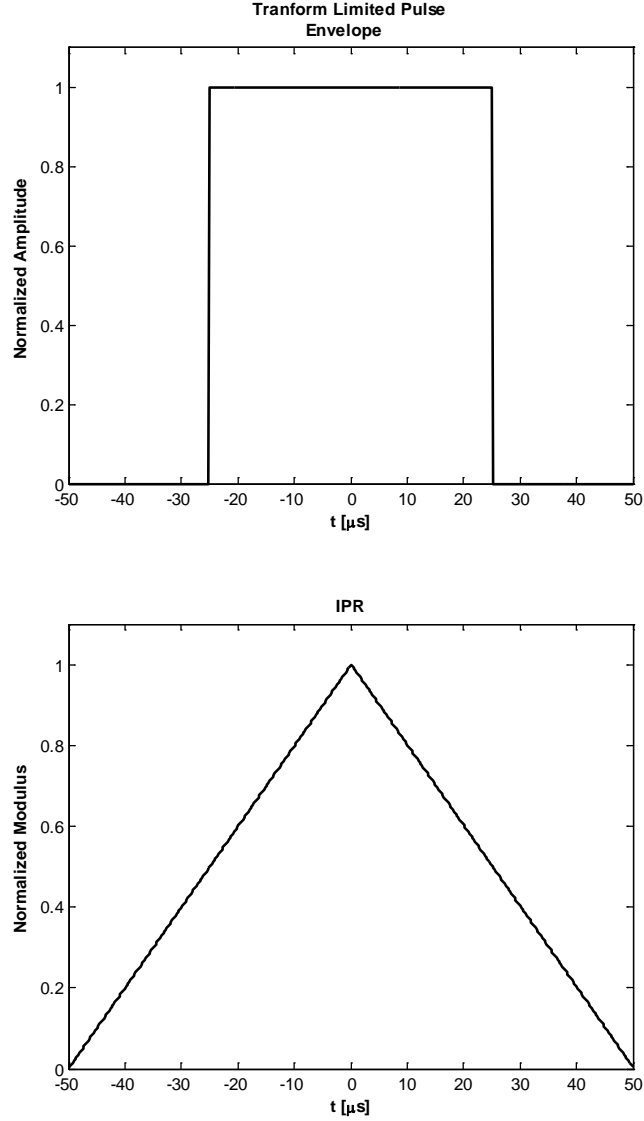 Tranform Limited Pulse
Envelope
1
0.8
0.6
0.4
0.2
0
Normalized Amplitude
-50 -40 -30 -20 -10 0 10 20 30 40 50
t [μs]
IPR
1
0.8
0.6
0.4
0.2
0
Normalized Modulus
-50 -40 -30 -20 -10 0 10 20 30 40 50
t [μs]